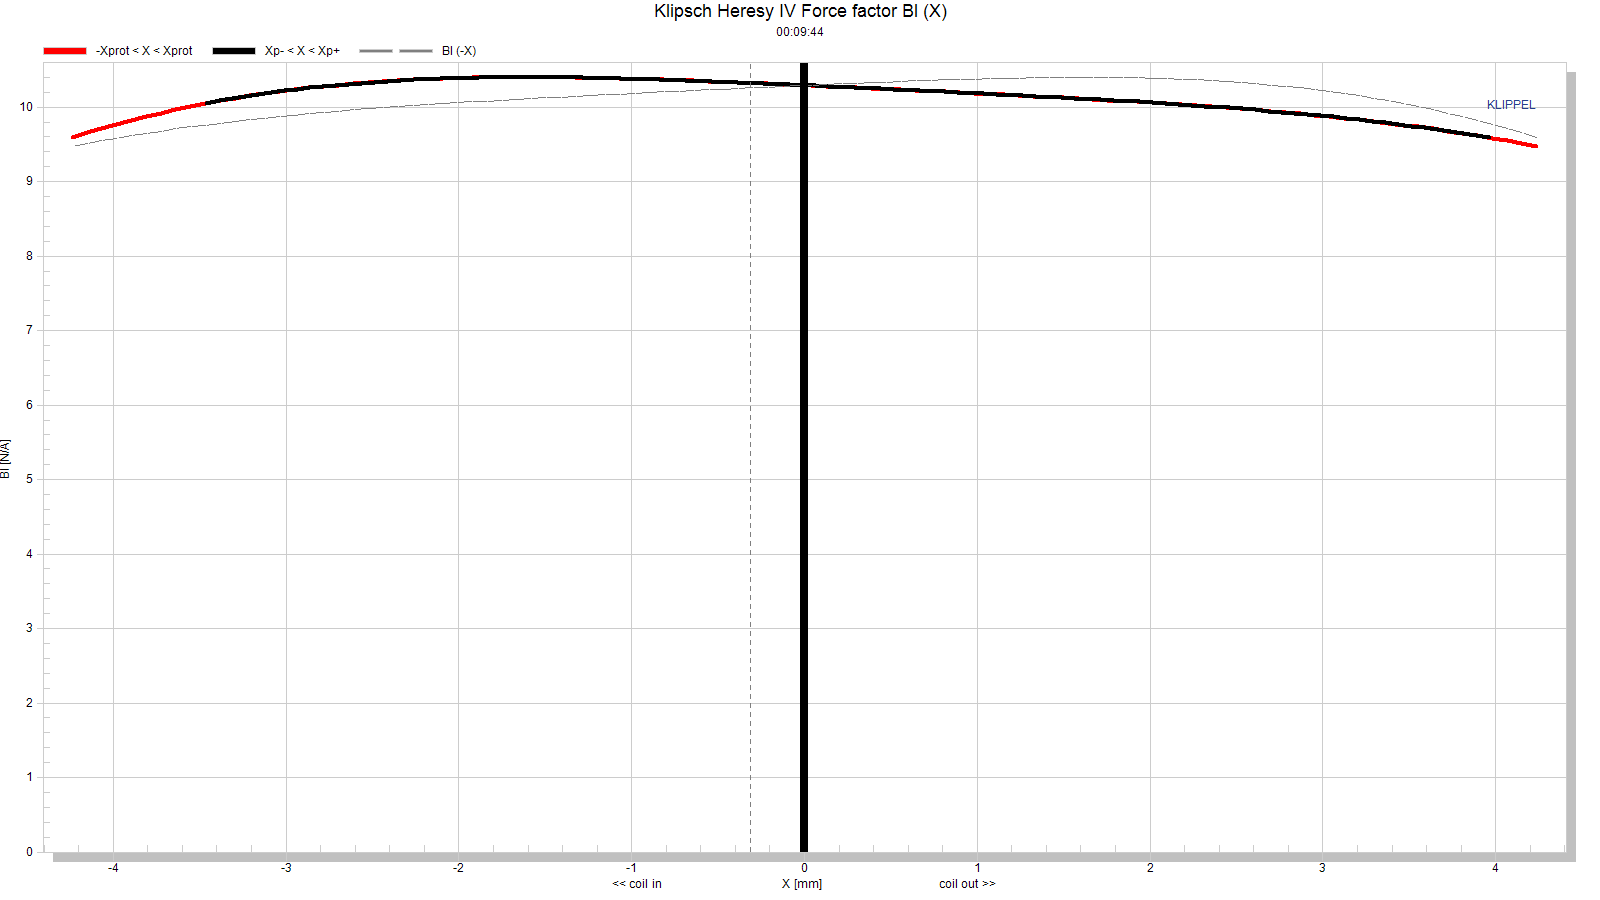 Klipsch Heresy IV Force factor Bl (X)
00:09:44
-Xprot < X < Xprot Xp- < X < Xp+ Bl (-X)
KLIPPEL
10
9
8
7
6
5
4
3
2
1
0
Bl [N/A]
-4 -3 -2 -1 0 1 2 3 4
<< coil in X [mm] coil out >>